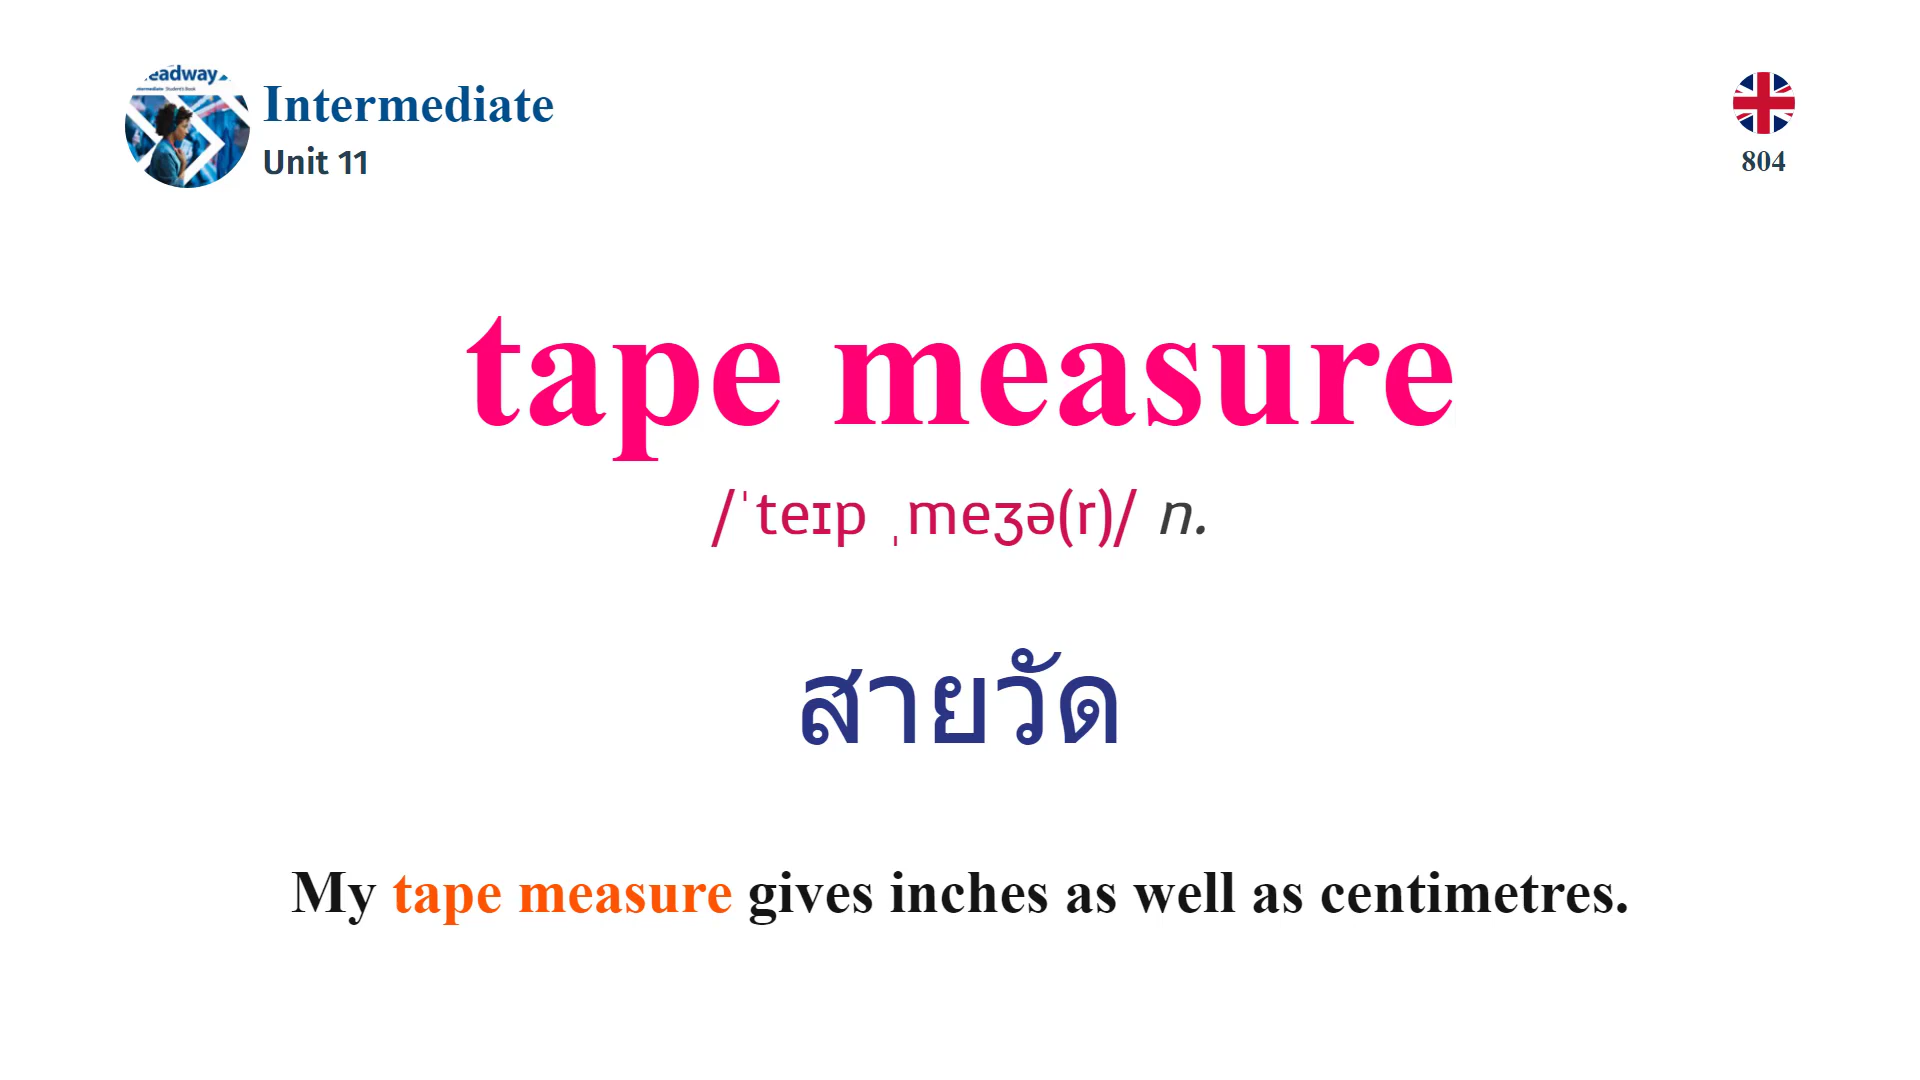 eadway
Intermediate
Unit 11
804
tape measure
/ˈteɪp ˌmeʒə(r)/ n.
สายวัด
My tape measure gives inches as well as centimetres.